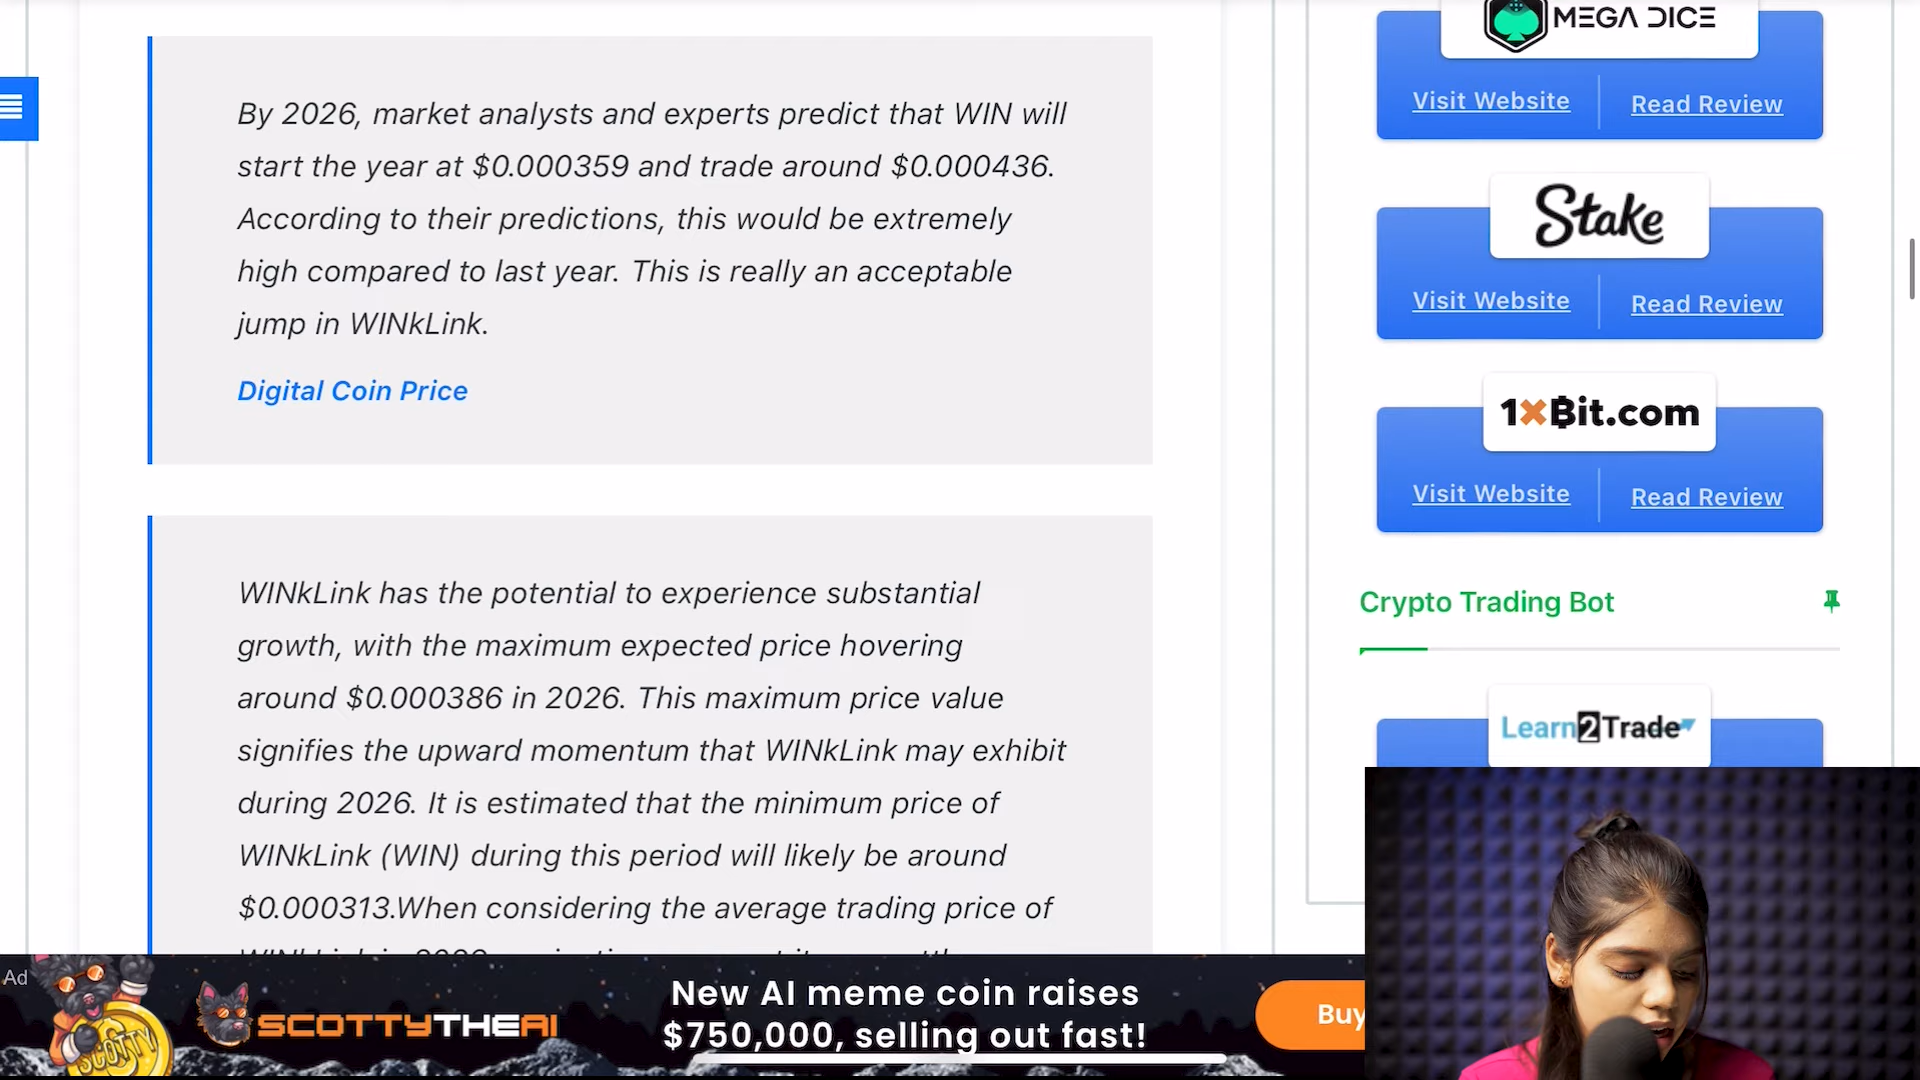 By 2026, market analysts and experts predict that WIN will
start the year at $0.000359 and trade around $0.000436.
According to their predictions, this would be extremely
high compared to last year. This is really an acceptable
jump in WINkLink.
Digital Coin Price
WINkLink has the potential to experience substantial
growth, with the maximum expected price hovering
around $0.000386 in 2026. This maximum price value
signifies the upward momentum that WINkLink may exhibit
during 2026. It is estimated that the minimum price of
WINkLink (WIN) during this period will likely be around
$0.000313.When considering the average trading price of
MEGA DICE
Visit Website
Read Review
Stake
Visit Website
Read Review
1xBit.com
Visit Website
Read Review
Crypto Trading Bot
Learn2Trade
Ad
SCOTTY
SCOTTYTHEAI
New AI meme coin raises
$750,000, selling out fast!
Buy